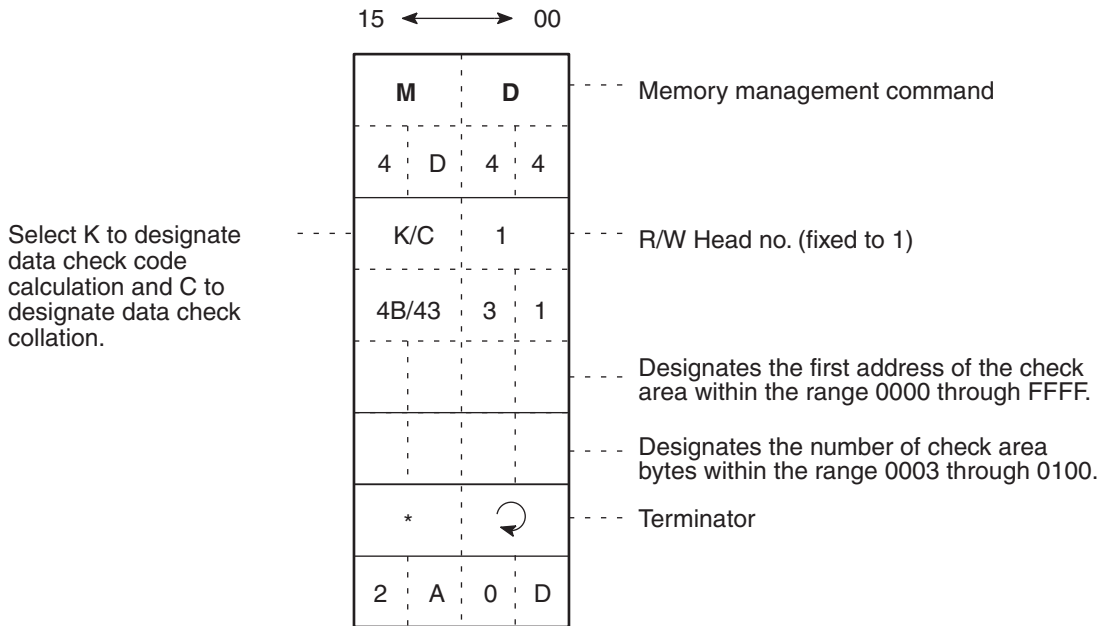 15 00
M D Memory management command
4 D 4 4
Select K to designate
data check code
calculation and C to
designate data check
collation.
K/C 1 R/W Head no. (fixed to 1)
4B/43 3 1
Designates the first address of the check
area within the range 0000 through FFFF.
Designates the number of check area
bytes within the range 0003 through 0100.
* Terminator
2 A 0 D